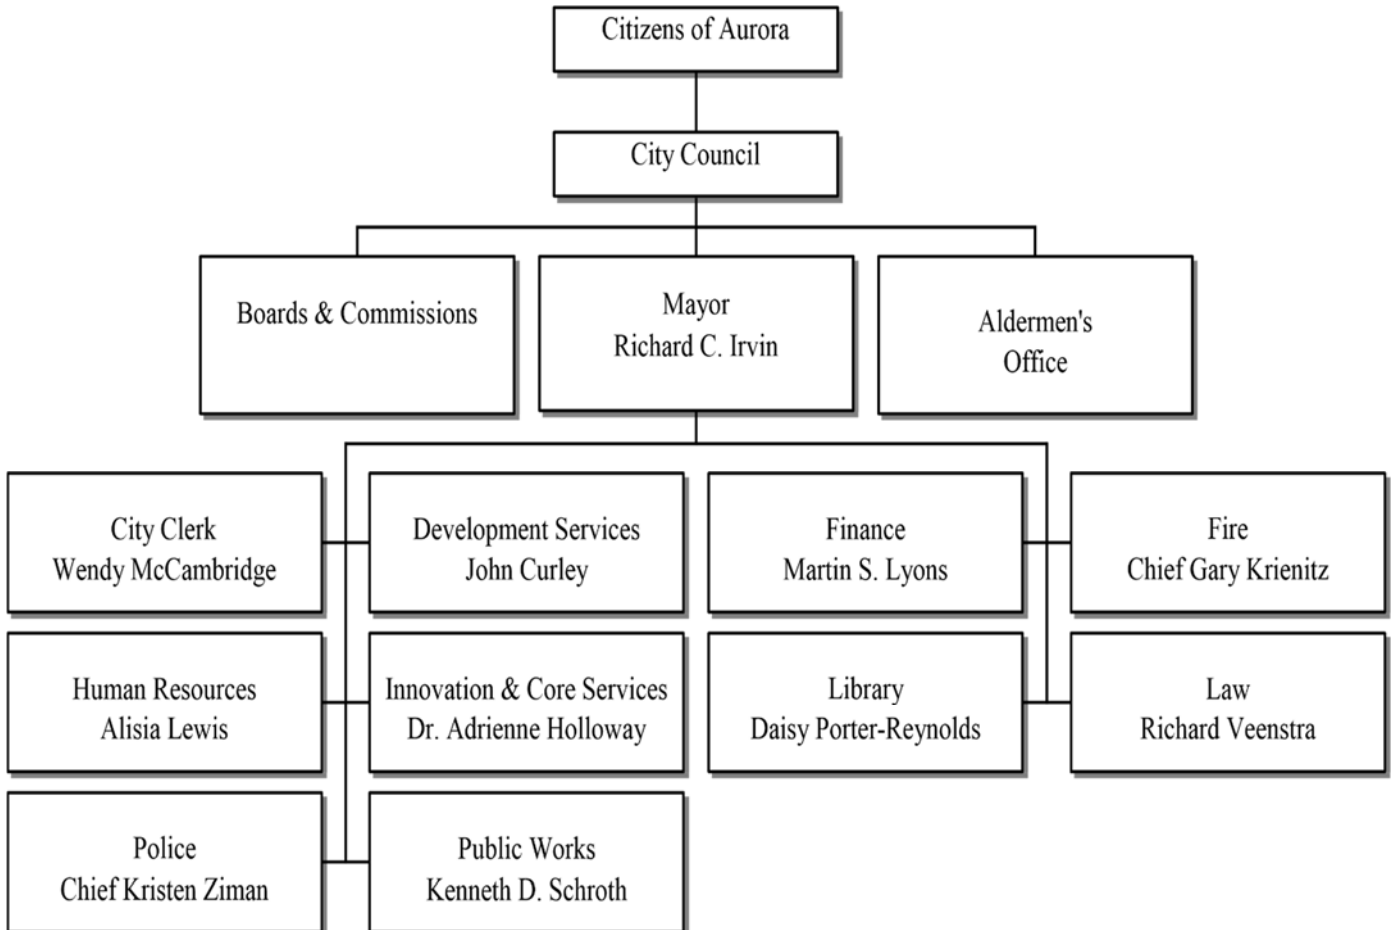 Citizens of Aurora
City Council
Boards & Commissions
Mayor
Richard C. Irvin
Aldermen's
Office
City Clerk
Wendy McCambridge
Development Services
John Curley
Finance
Martin S. Lyons
Fire
Chief Gary Krienitz
Human Resources
Alisia Lewis
Innovation & Core Services
Dr. Adrienne Holloway
Library
Daisy Porter-Reynolds
Law
Richard Veenstra
Police
Chief Kristen Ziman
Public Works
Kenneth D. Schroth